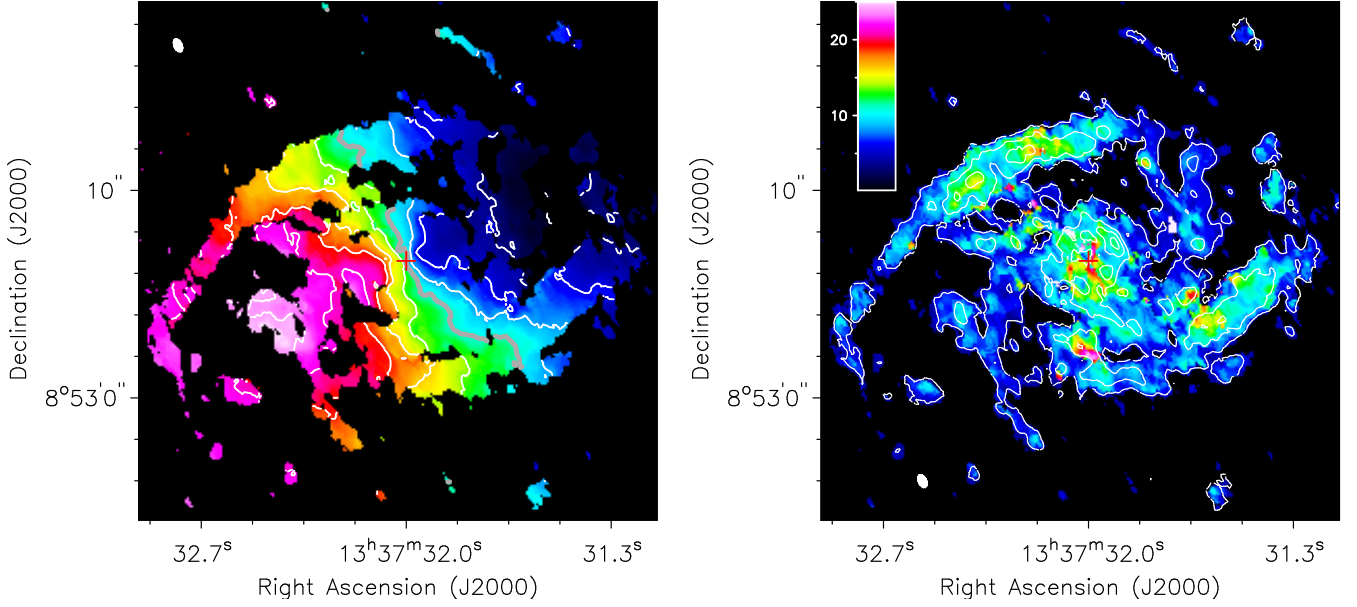 20
10
10"
10"
Declination (J2000)
Declination (J2000)
8°53'0"
8°53'0"
32.7s
13h37m32.0s
31.3s
32.7s
13h37m32.0s
31.3s
Right Ascension (J2000)
Right Ascension (J2000)